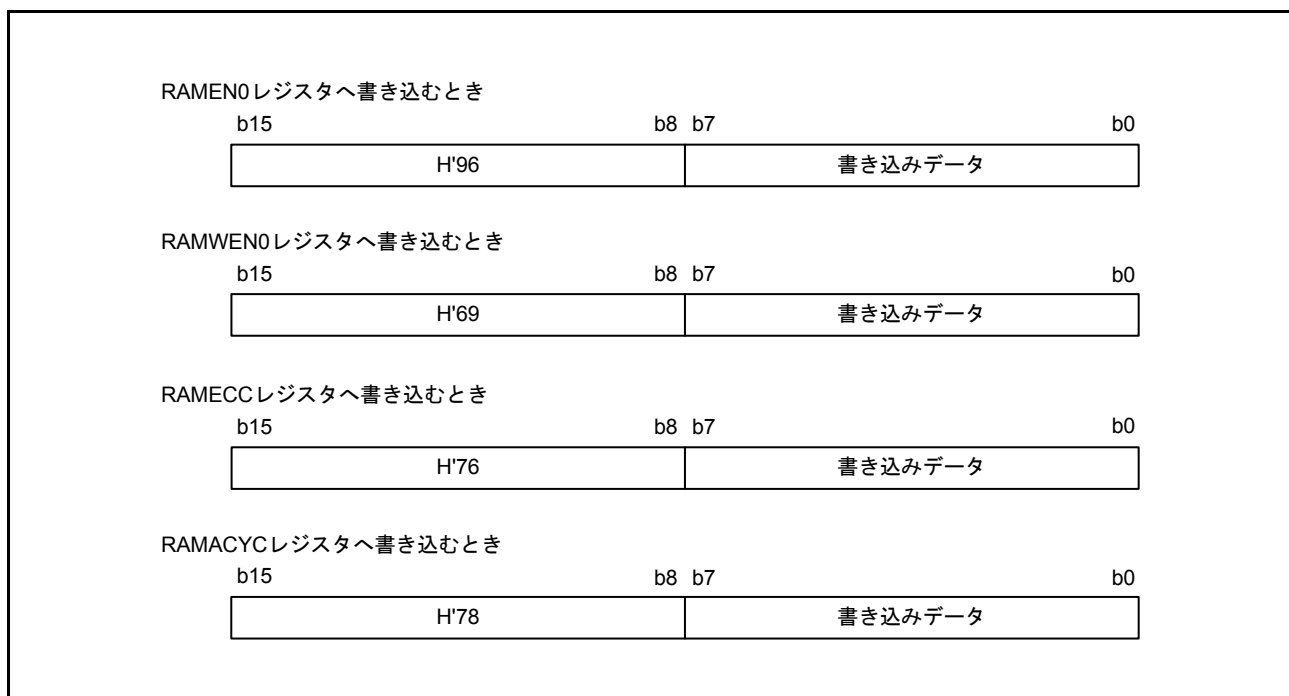 RAMEN0レジスタへ書き込むとき
b15 b8 b7 b0
H'96 書き込みデータ
RAMWEN0レジスタへ書き込むとき
b15 b8 b7 b0
H'69 書き込みデータ
RAMECCレジスタへ書き込むとき
b15 b8 b7 b0
H'76 書き込みデータ
RAMACYCレジスタへ書き込むとき
b15 b8 b7 b0
H'78 書き込みデータ